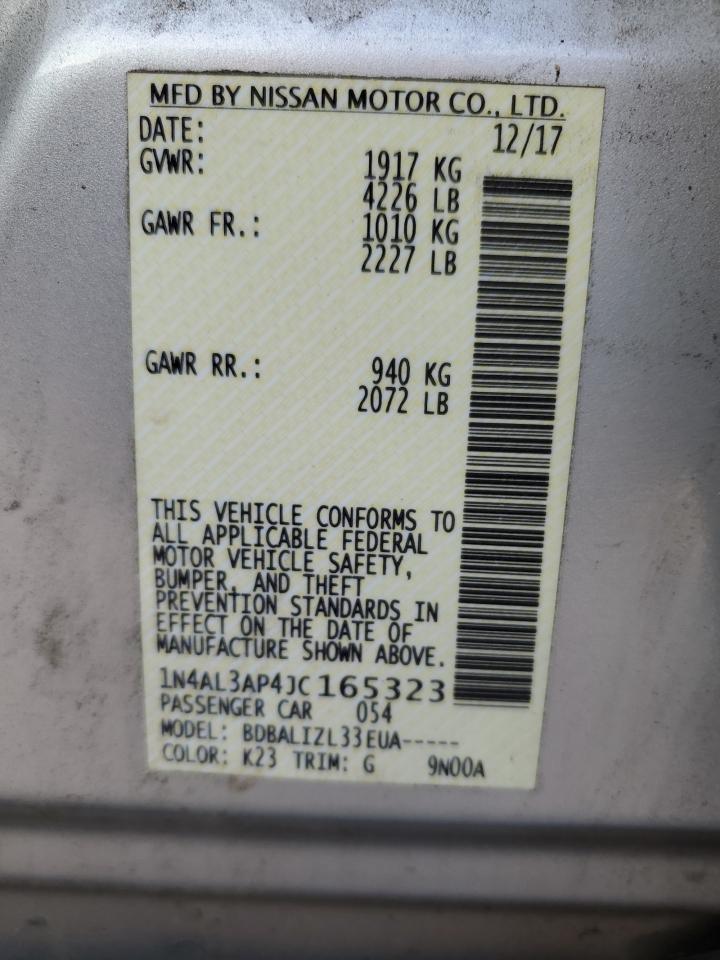 MFD BY NISSAN MOTOR CO., LTD.
DATE: 12/17
GVWR: 1917 KG
4226 LB
GAWR FR.: 1010 KG
2227 LB
GAWR RR.: 940 KG
2072 LB
THIS VEHICLE CONFORMS TO
ALL APPLICABLE FEDERAL
MOTOR VEHICLE SAFETY,
BUMPER, AND THEFT
PREVENTION STANDARDS IN
EFFECT ON THE DATE OF
MANUFACTURE SHOWN ABOVE.
1N4AL3AP4JC165323
PASSENGER CAR 054
MODEL: BDBALIZL33EUA-----
COLOR: K23 TRIM: G 9N00A